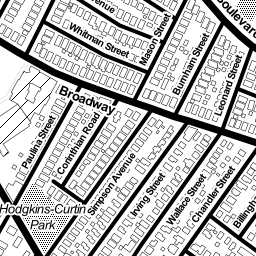 Avenue
Boulevard
Whitman Street
Mason Street
Burnham Street
Leonard Street
Broadway
Paulina Street
Corinthian Road
Simpson Avenue
Irving Street
Wallace Street
Chandler Street
Hodgkins-Curtin
Park